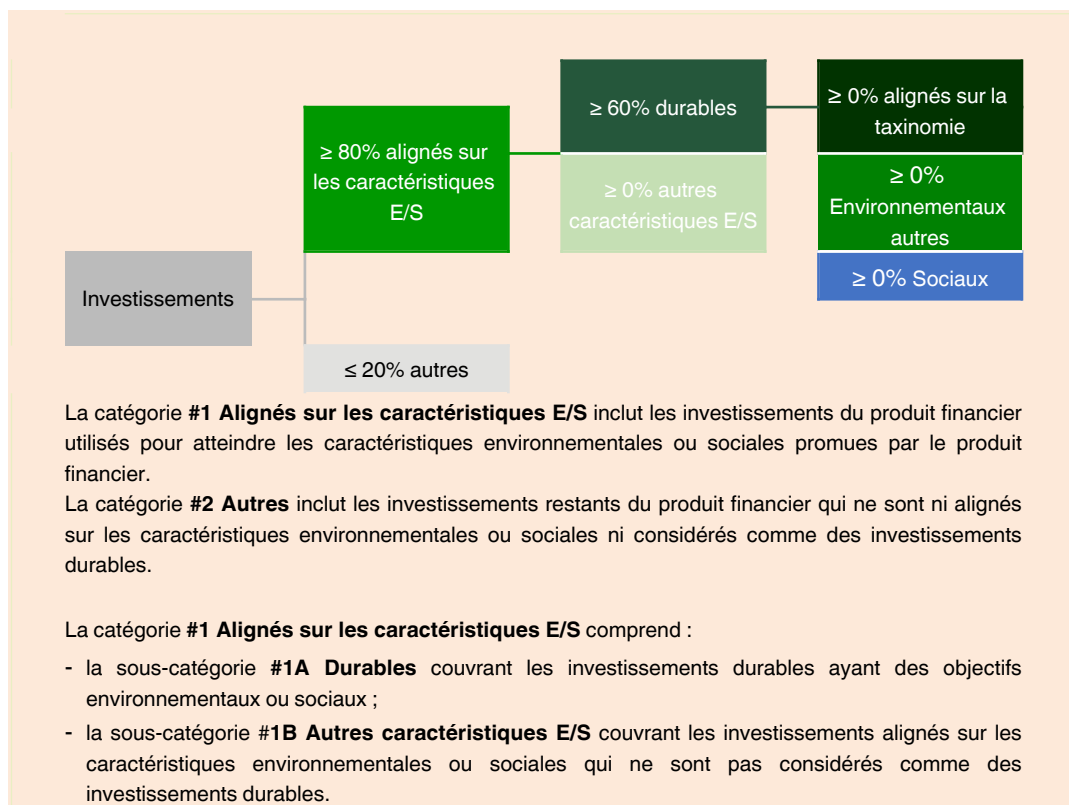 ≥ 60% durables
≥ 0% alignés sur la
taxinomie
≥ 80% alignés sur
les caractéristiques
E/S
≥ 0% autres
caractéristiques E/S
≥ 0%
Environnementaux
autres
≥ 0% Sociaux
Investissements
≤ 20% autres
La catégorie #1 Alignés sur les caractéristiques E/S inclut les investissements du produit financier
utilisés pour atteindre les caractéristiques environnementales ou sociales promues par le produit
financier.
La catégorie #2 Autres inclut les investissements restants du produit financier qui ne sont ni alignés
sur les caractéristiques environnementales ou sociales ni considérés comme des investissements
durables.
La catégorie #1 Alignés sur les caractéristiques E/S comprend :
- la sous-catégorie #1A Durables couvrant les investissements durables ayant des objectifs
environnementaux ou sociaux ;
- la sous-catégorie #1B Autres caractéristiques E/S couvrant les investissements alignés sur les
caractéristiques environnementales ou sociales qui ne sont pas considérés comme des
investissements durables.